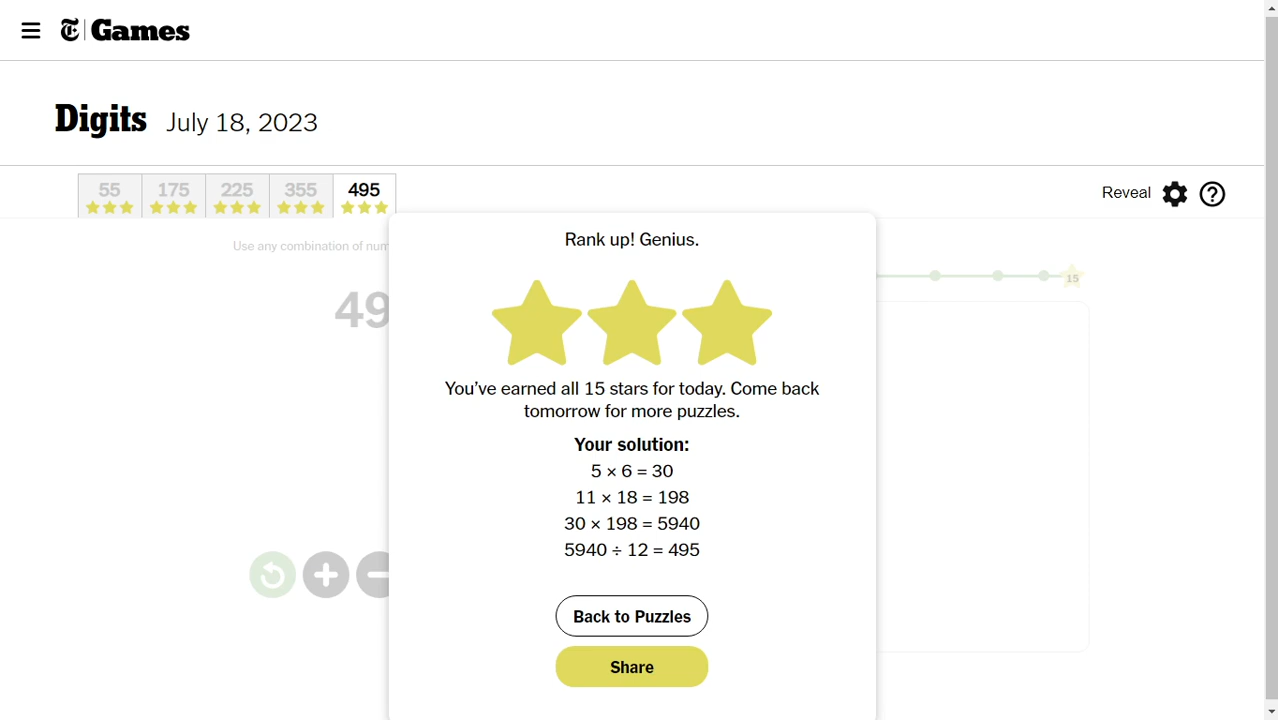 Games
Digits July 18, 2023
55 175 225 355 495
Reveal
Use any combination of num
49
15
Rank up! Genius.
You’ve earned all 15 stars for today. Come back
tomorrow for more puzzles.
Your solution:
5 × 6 = 30
11 × 18 = 198
30 × 198 = 5940
5940 ÷ 12 = 495
Back to Puzzles
Share